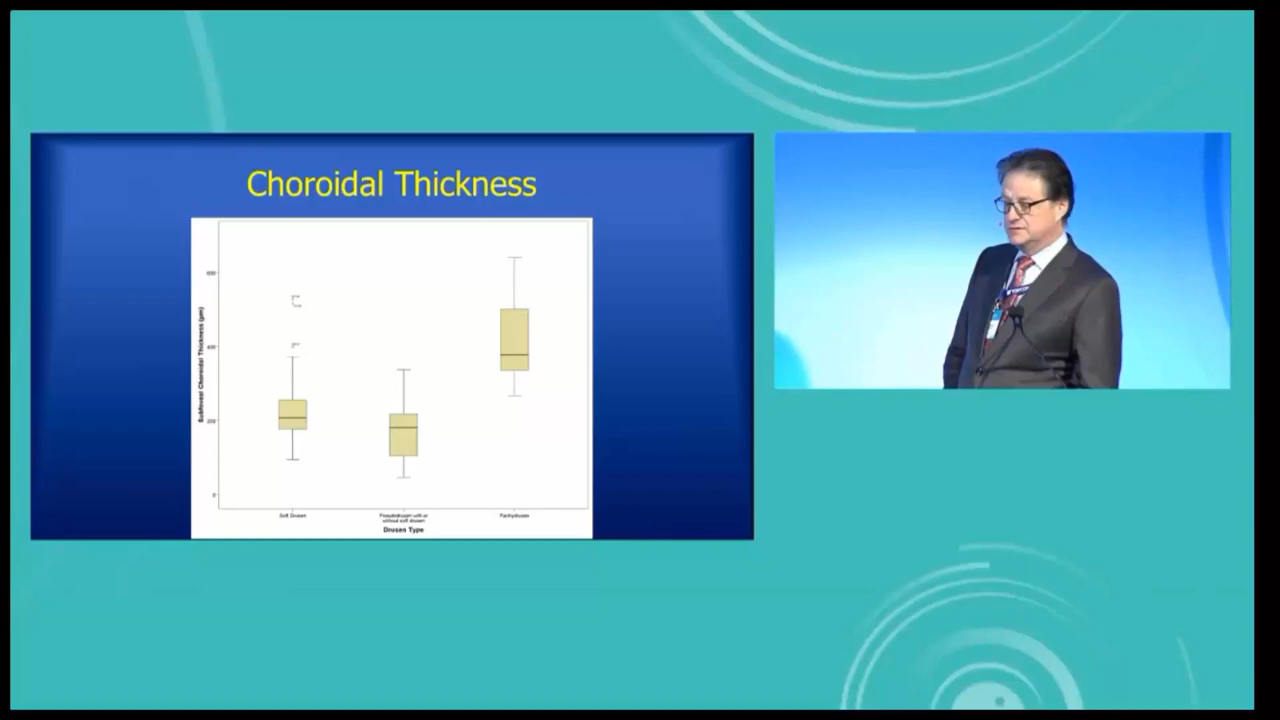 Choroidal Thickness
Subfoveal Choroidal Thickness (µm)
600
400
200
0
Soft Drusen
Pseudodrusen with or
without soft drusen
Pachydrusen
Drusen Type